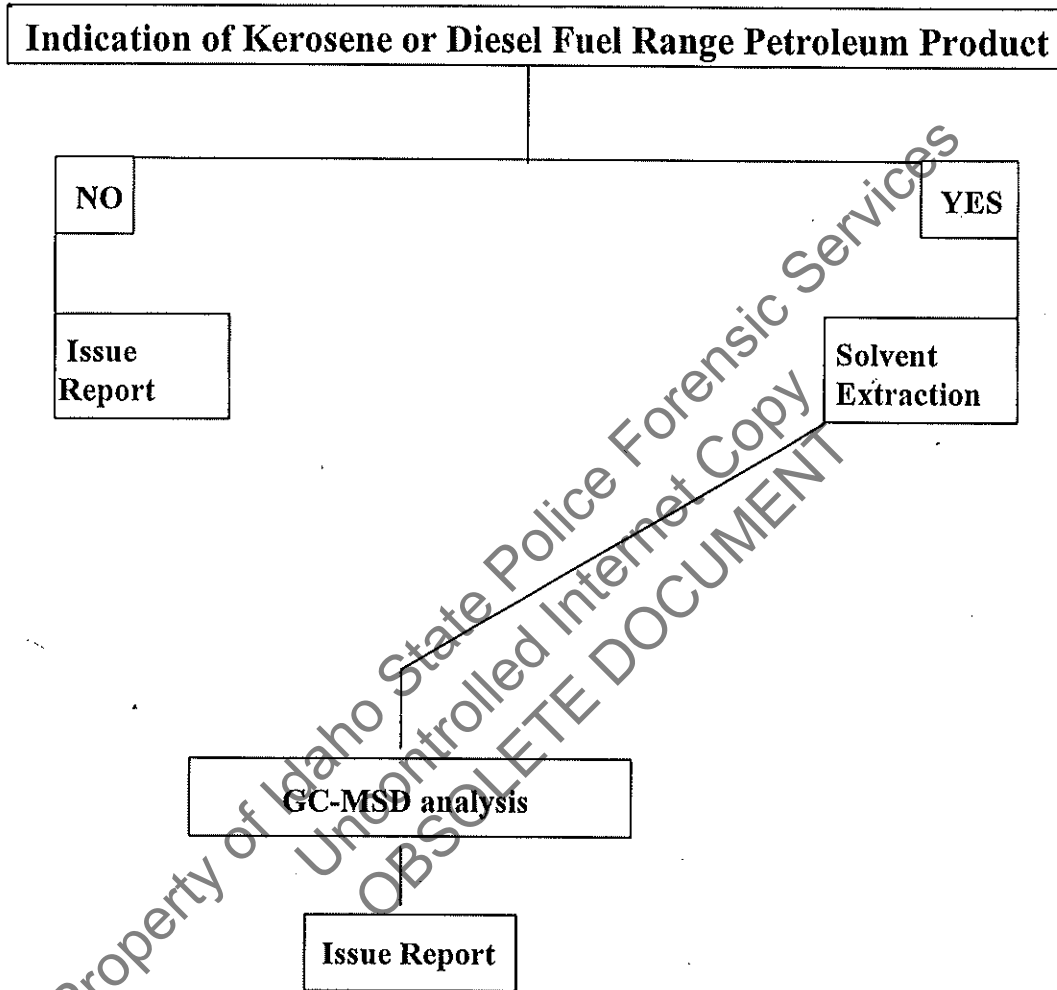 Indication of Kerosene or Diesel Fuel Range Petroleum Product
NO
YES
Issue
Report
Solvent
Extraction
GC-MSD analysis
Issue Report
Property of Idaho State Police Forensic Services
Uncontrolled Internet Copy
OBSOLETE DOCUMENT